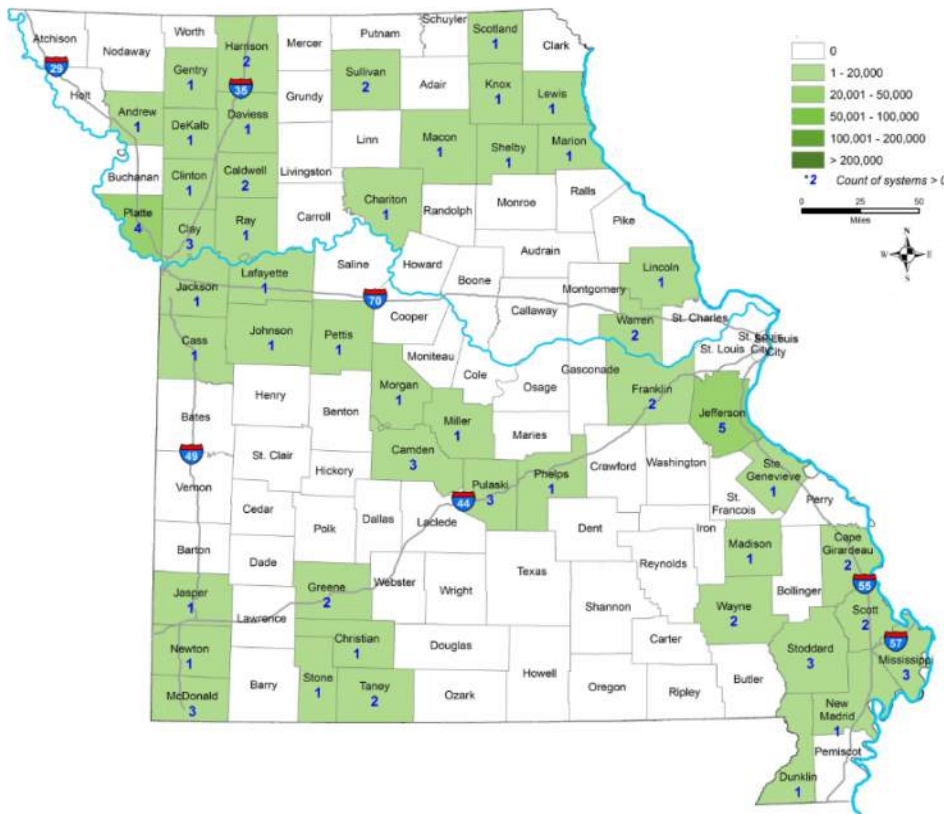 Schuyler
Atchison
Nodaway
Worth
Harrison
2
Mercer
Putnam
Scotland
1
Clark
29
Holt
Gentry
1
35
Sullivan
2
Adair
Knox
1
Lewis
1
Grundy
Andrew
1
DeKalb
1
Daviess
1
Linn
Macon
1
Shelby
1
Marion
1
Buchanan
Clinton
1
Caldwell
2
Livingston
Chariton
1
Ralls
Monroe
Randolph
Pike
Platte
4
Clay
3
Ray
1
Carroll
Audrain
Saline
Howard
Boone
Lincoln
1
Jackson
1
Lafayette
1
70
Montgomery
Callaway
Cooper
Warren
2
St. Charles
Johnson
1
Pettis
1
Cass
1
Moniteau
Cole
Osage
Gasconade
St. Louis
St. Louis
City
St. Louis
City
Franklin
2
Jefferson
5
Henry
Bates
Benton
Morgan
1
Miller
1
Maries
49
St. Clair
Camden
3
Hickory
Pulaski
3
Phelps
1
Crawford
Washington
Ste.
Genevieve
1
Vernon
44
Cedar
Polk
Dallas
Laclede
St.
Francois
Perry
Dent
Iron
Barton
Dade
Madison
1
Cape
Girardeau
2
Texas
Reynolds
Jasper
1
Greene
2
Webster
Wright
Bollinger
55
Shannon
Wayne
2
Scott
2
Lawrence
Christian
1
Douglas
Carter
57
Newton
1
Stoddard
3
Mississippi
3
Howell
McDonald
3
Barry
Stone
1
Taney
2
Ozark
Oregon
Ripley
Butler
New
Madrid
1
Pemiscot
Dunklin
1
0
1 - 20,000
20,001 - 50,000
50,001 - 100,000
100,001 - 200,000
> 200,000
*2 Count of systems > 0
0 25 50
Miles
N
W E
S